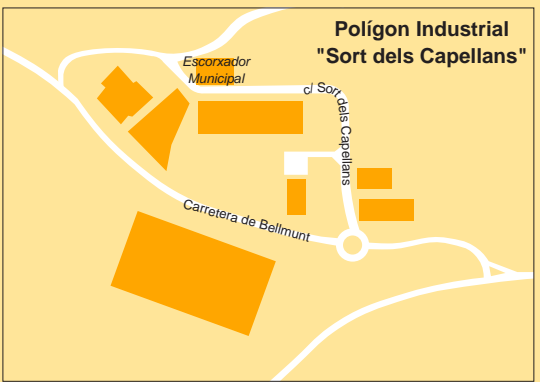 Polígon Industrial
"Sort dels Capellans"
Escorxador
Municipal
c/ Sort dels Capellans
Carretera de Bellmunt